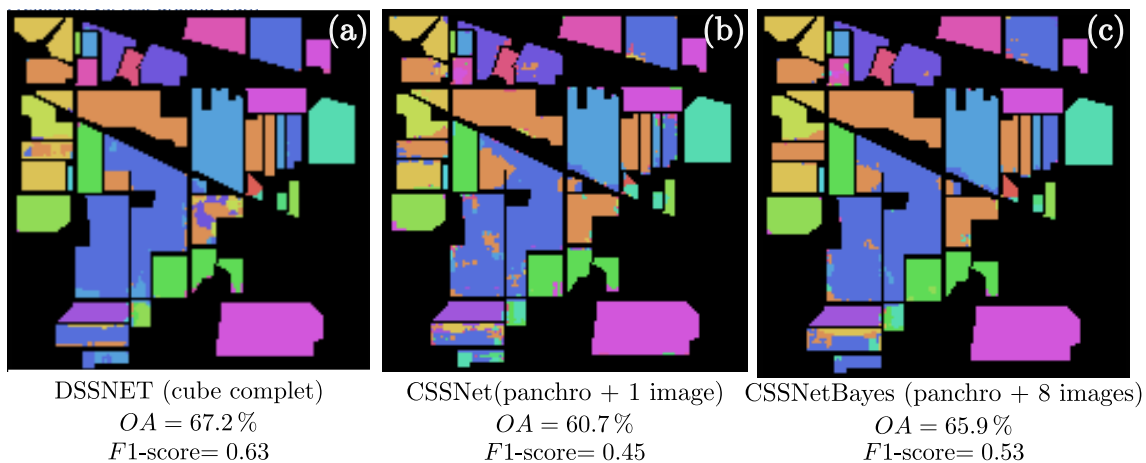 (a)
(b)
(c)
DSSNET (cube complet)
OA = 67.2 %
F1-score= 0.63
CSSNet(panchro + 1 image)
OA = 60.7 %
F1-score= 0.45
CSSNetBayes (panchro + 8 images)
OA = 65.9 %
F1-score= 0.53